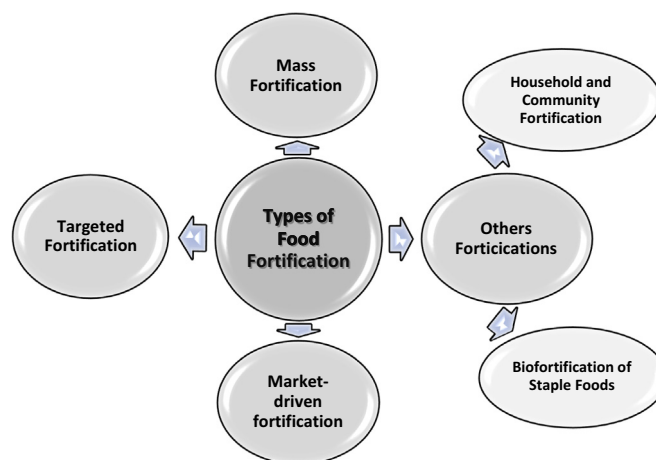 Mass
Fortification
Household and
Community
Fortification
Targeted
Fortification
Types of
Food
Fortification
Others
Forticications
Market-
driven
fortification
Biofortification of
Staple Foods